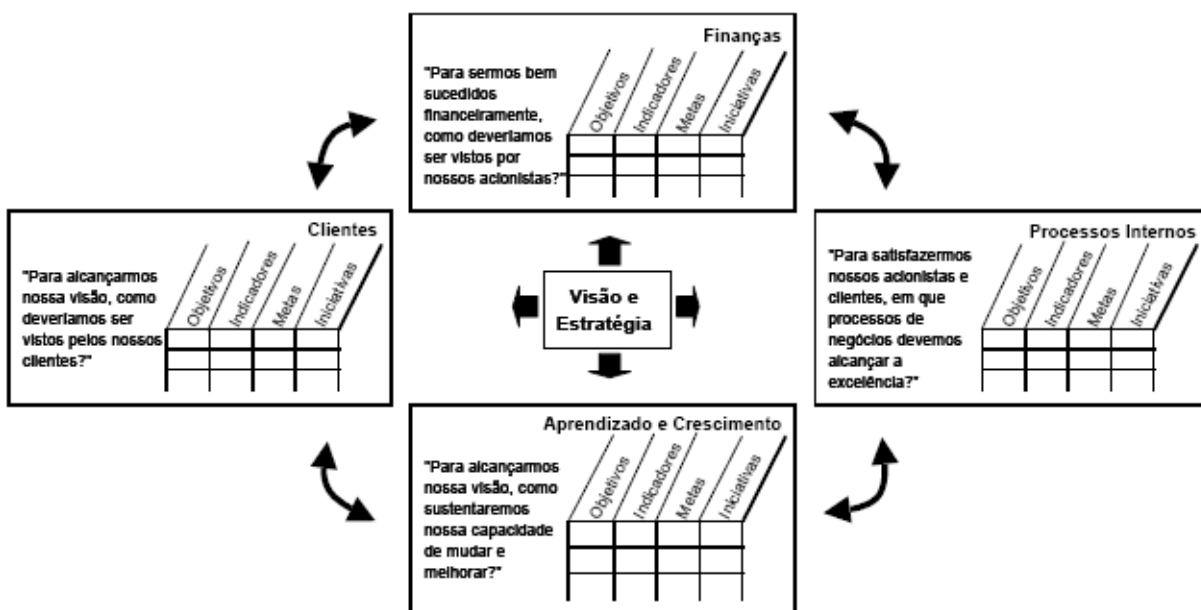 Finanças
"Para sermos bem
sucedidos
financeiramente,
como deveríamos
ser vistos por
nossos acionistas?"
Objetivos
Indicadores
Metas
Iniciativas
Clientes
"Para alcançarmos
nossa visão, como
deveríamos ser
vistos pelos nossos
clientes?"
Objetivos
Indicadores
Metas
Iniciativas
Visão e
Estratégia
Processos Internos
"Para satisfazermos
nossos acionistas e
clientes, em que
processos de
negócios devemos
alcançar a
excelência?"
Objetivos
Indicadores
Metas
Iniciativas
Aprendizado e Crescimento
"Para alcançarmos
nossa visão, como
sustentaremos
nossa capacidade
de mudar e
melhorar?"
Objetivos
Indicadores
Metas
Iniciativas